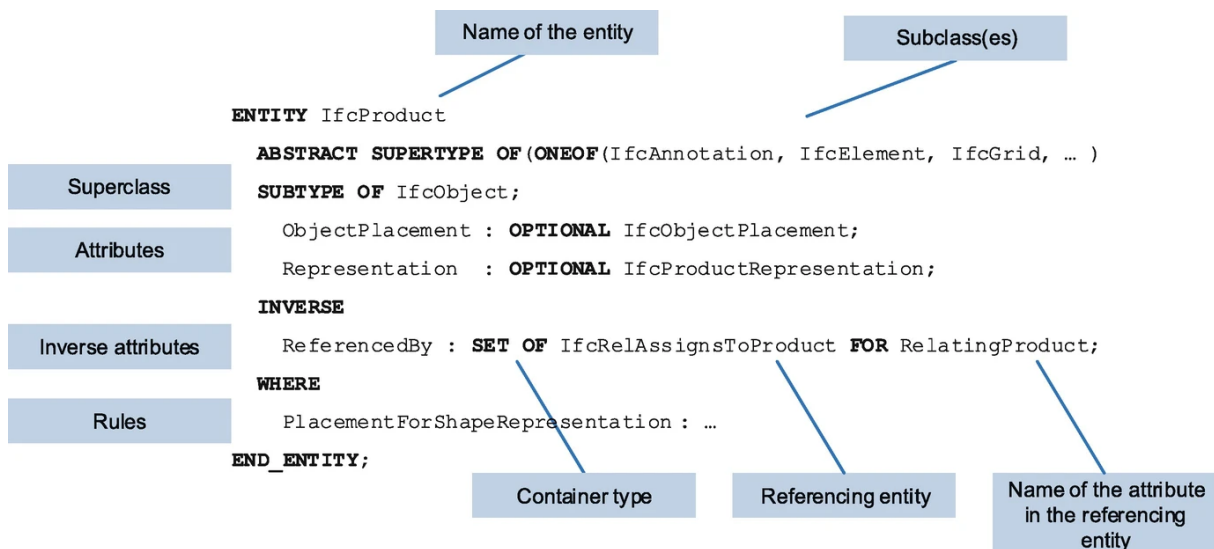 Name of the entity
Subclass(es)
ENTITY IfcProduct
ABSTRACT SUPERTYPE OF(ONEOF(IfcAnnotation, IfcElement, IfcGrid, … )
Superclass
SUBTYPE OF IfcObject;
Attributes
ObjectPlacement : OPTIONAL IfcObjectPlacement;
Representation : OPTIONAL IfcProductRepresentation;
INVERSE
Inverse attributes
ReferencedBy : SET OF IfcRelAssignsToProduct FOR RelatingProduct;
WHERE
Rules
PlacementForShapeRepresentation : …
END_ENTITY;
Container type
Referencing entity
Name of the attribute
in the referencing
entity